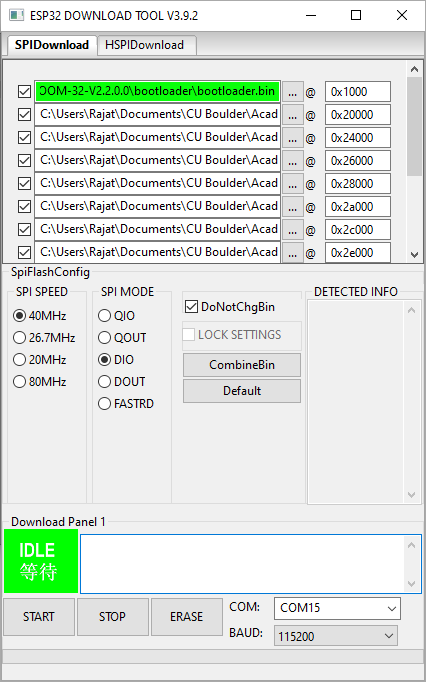 ESP32 DOWNLOAD TOOL V3.9.2
SPIDownload HSPIDownload
OOM-32-V2.2.0.0\bootloader\bootloader.bin ... @ 0x1000
C:\Users\Rajat\Documents\CU Boulder\Acad ... @ 0x20000
C:\Users\Rajat\Documents\CU Boulder\Acad ... @ 0x24000
C:\Users\Rajat\Documents\CU Boulder\Acad ... @ 0x26000
C:\Users\Rajat\Documents\CU Boulder\Acad ... @ 0x28000
C:\Users\Rajat\Documents\CU Boulder\Acad ... @ 0x2a000
C:\Users\Rajat\Documents\CU Boulder\Acad ... @ 0x2c000
C:\Users\Rajat\Documents\CU Boulder\Acad ... @ 0x2e000
SpiFlashConfig
SPI SPEED
40MHz
26.7MHz
20MHz
80MHz
SPI MODE
QIO
QOUT
DIO
DOUT
FASTRD
DoNotChgBin
LOCK SETTINGS
CombineBin
Default
DETECTED INFO
Download Panel 1
IDLE
等待
START STOP ERASE
COM: COM15
BAUD: 115200